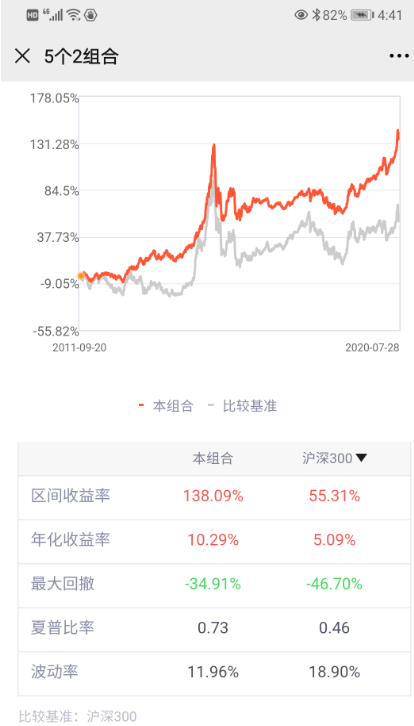 HD 4G 82% 4:41
5个2组合
178.05%
131.28%
84.5%
37.73%
-9.05%
-55.82%
2011-09-20 2020-07-28
本组合 比较基准
本组合 沪深300
区间收益率 138.09% 55.31%
年化收益率 10.29% 5.09%
最大回撤 -34.91% -46.70%
夏普比率 0.73 0.46
波动率 11.96% 18.90%
比较基准：沪深300